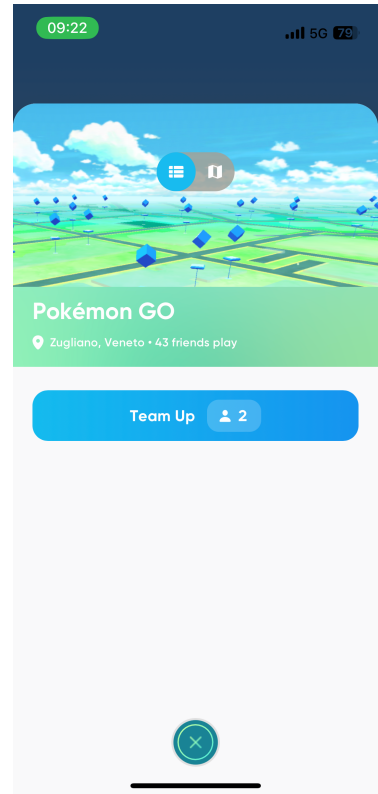 09:22
5G 79
Pokémon GO
Zugliano, Veneto • 43 friends play
Team Up 2